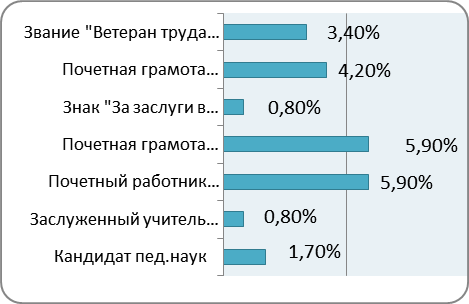 Звание "Ветеран труда... 3,40%
Почетная грамота... 4,20%
Знак "За заслуги в... 0,80%
Почетная грамота... 5,90%
Почетный работник... 5,90%
Заслуженный учитель... 0,80%
Кандидат пед.наук 1,70%